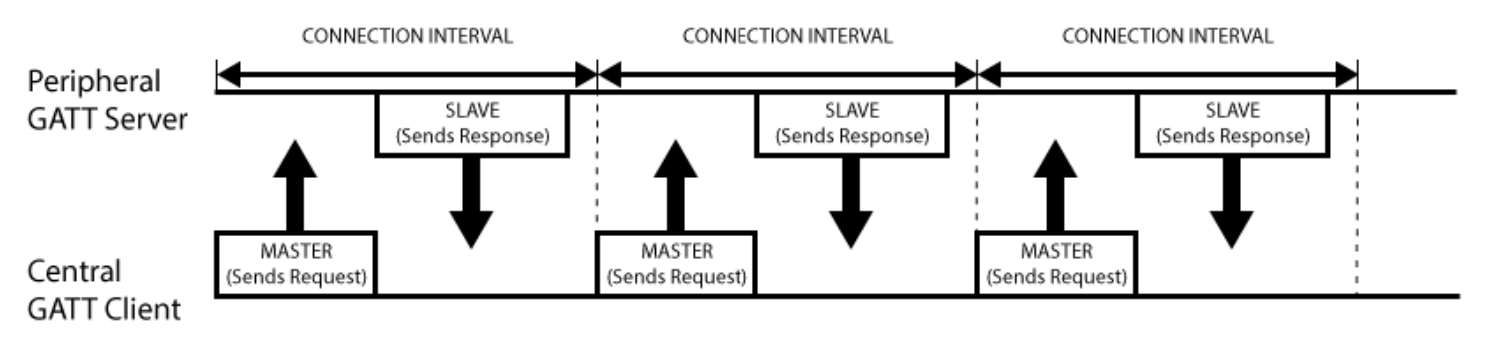 CONNECTION INTERVAL CONNECTION INTERVAL CONNECTION INTERVAL
Peripheral
GATT Server
SLAVE
(Sends Response)
SLAVE
(Sends Response)
SLAVE
(Sends Response)
MASTER
(Sends Request)
MASTER
(Sends Request)
MASTER
(Sends Request)
Central
GATT Client